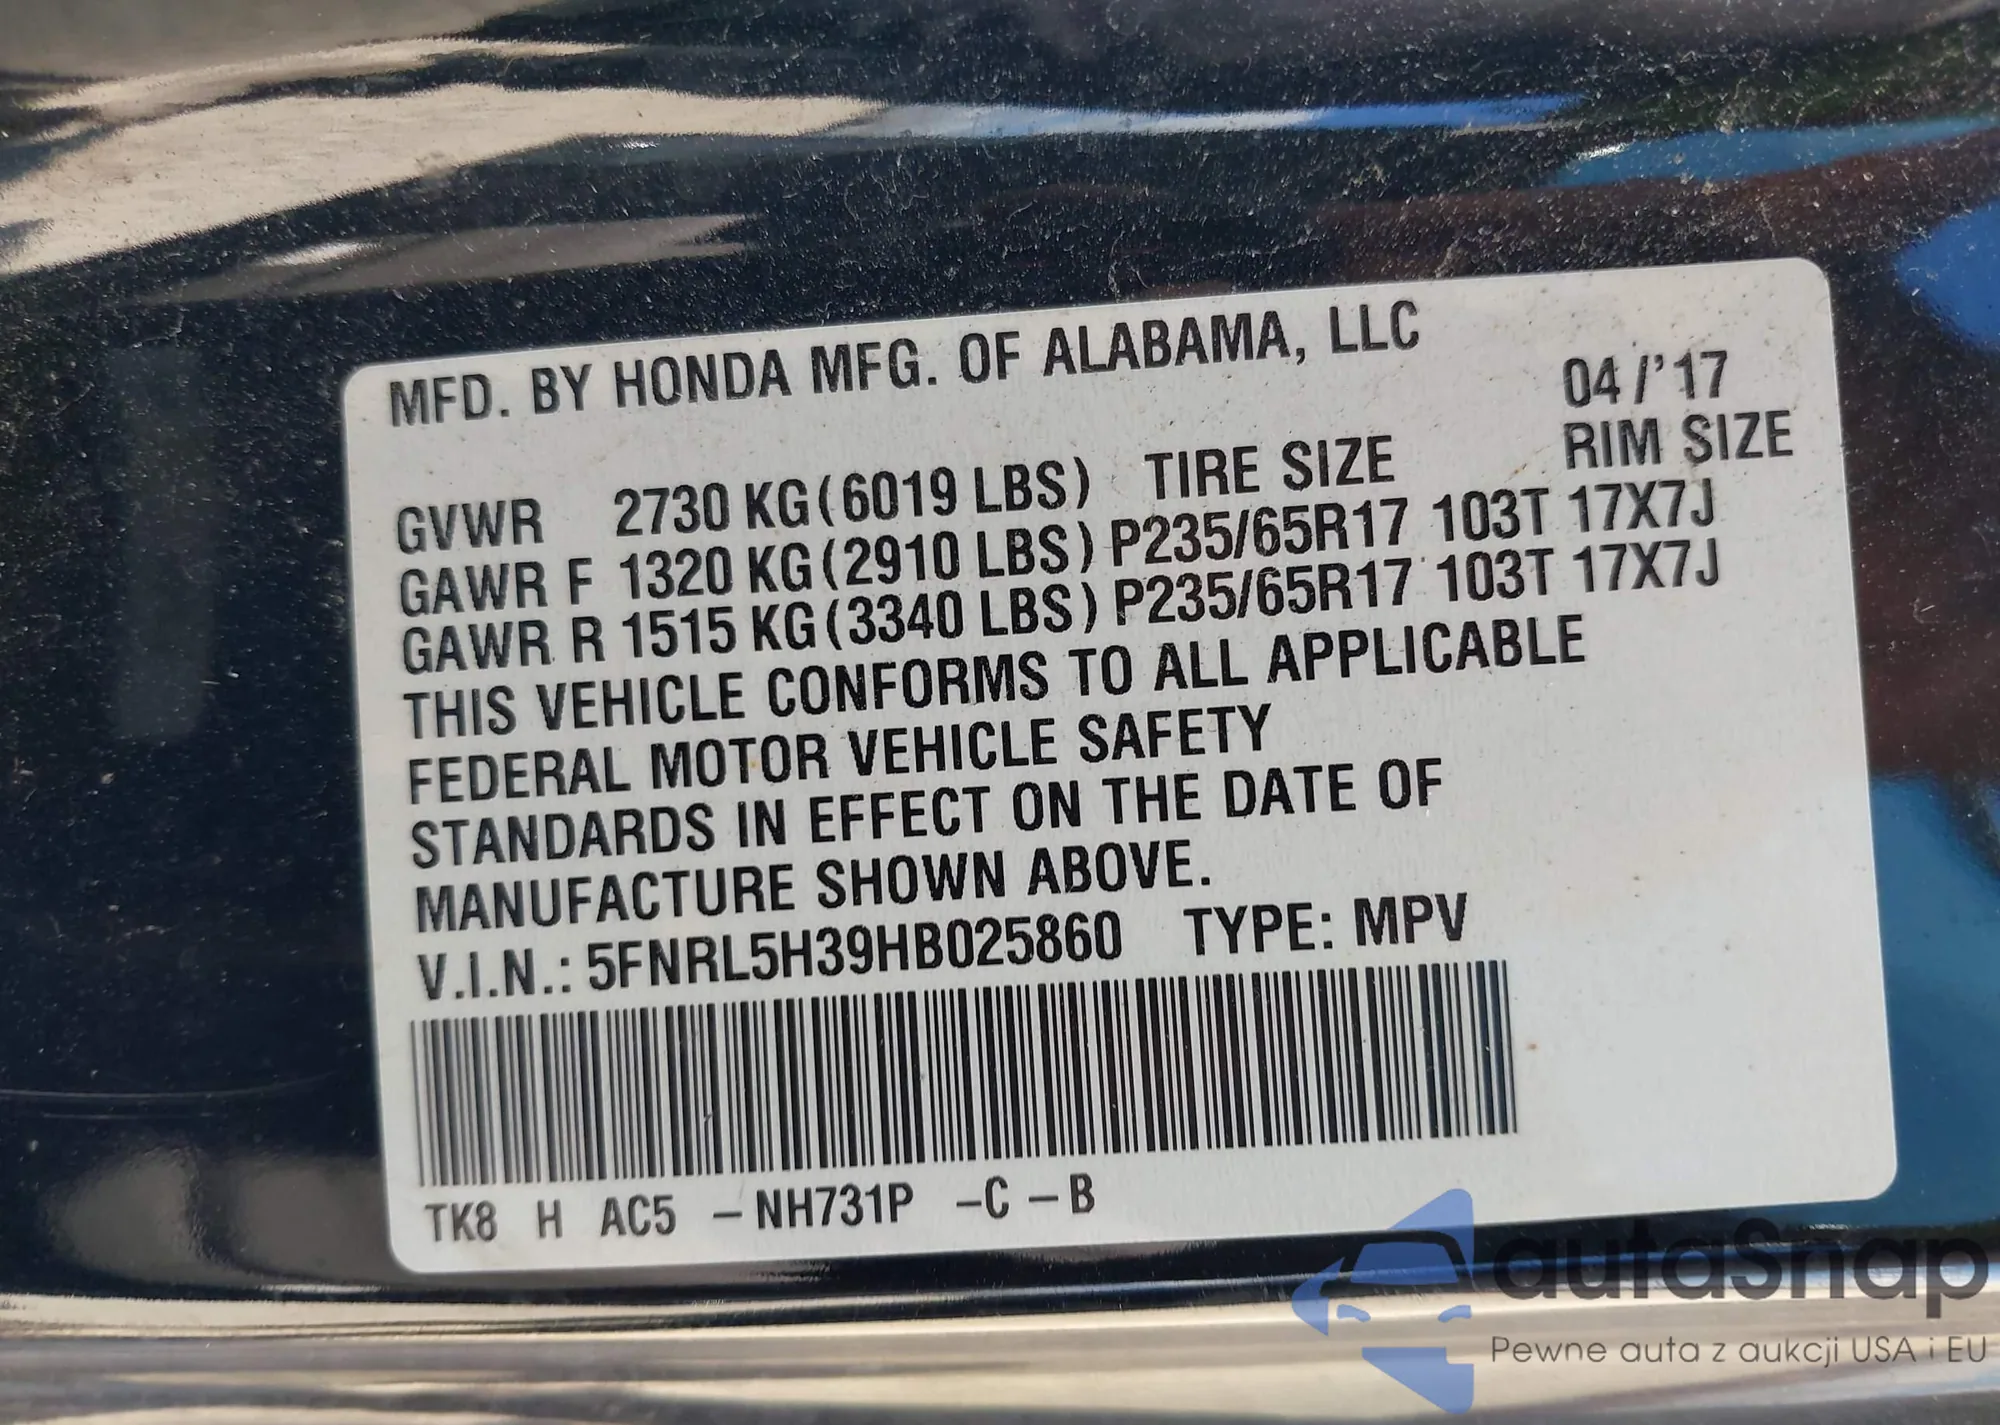 MFD. BY HONDA MFG. OF ALABAMA, LLC
04/'17
GVWR 2730 KG(6019 LBS) TIRE SIZE RIM SIZE
GAWR F 1320 KG(2910 LBS) P235/65R17 103T 17X7J
GAWR R 1515 KG(3340 LBS) P235/65R17 103T 17X7J
THIS VEHICLE CONFORMS TO ALL APPLICABLE
FEDERAL MOTOR VEHICLE SAFETY
STANDARDS IN EFFECT ON THE DATE OF
MANUFACTURE SHOWN ABOVE.
V.I.N.: 5FNRL5H39HB025860 TYPE: MPV
TK8 H AC5 –NH731P –C –B
autaSnap
Pewne auta z aukcji USA i EU